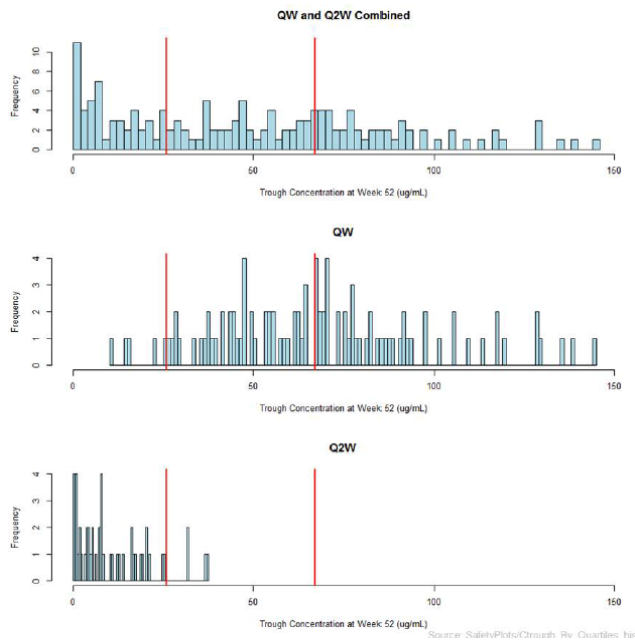 QW and Q2W Combined
Frequency
10
8
6
4
2
0
0 50 100 150
Trough Concentration at Week 52 (ug/mL)
QW
Frequency
4
3
2
1
0
0 50 100 150
Trough Concentration at Week 52 (ug/mL)
Q2W
Frequency
4
3
2
1
0
0 50 100 150
Trough Concentration at Week 52 (ug/mL)
Source: SafetyPlots/Ctrough_By_Quartiles_his